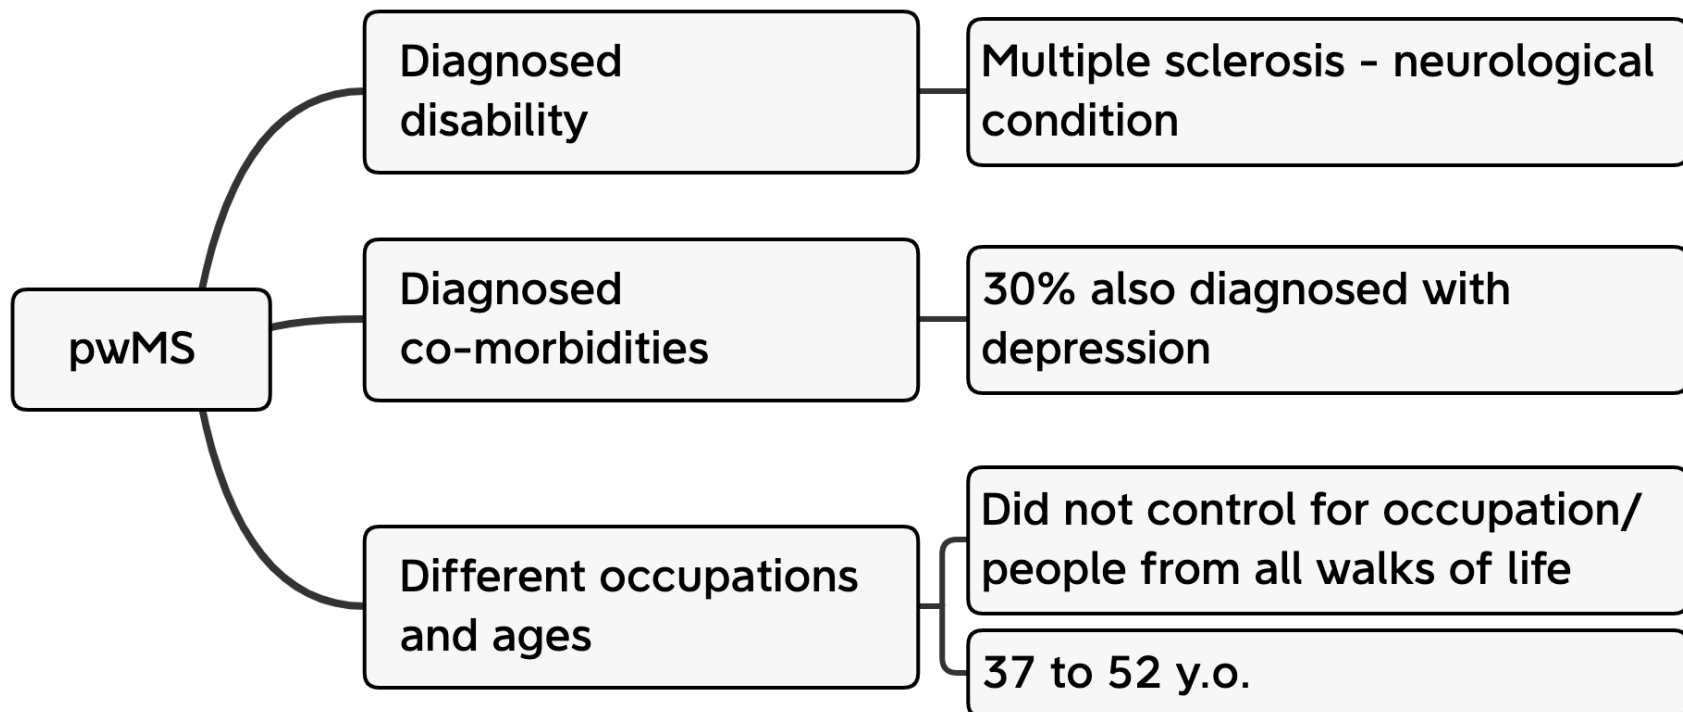 pwMS
Diagnosed
disability
Multiple sclerosis - neurological
condition
Diagnosed
co-morbidities
30% also diagnosed with
depression
Different occupations
and ages
Did not control for occupation/
people from all walks of life
37 to 52 y.o.